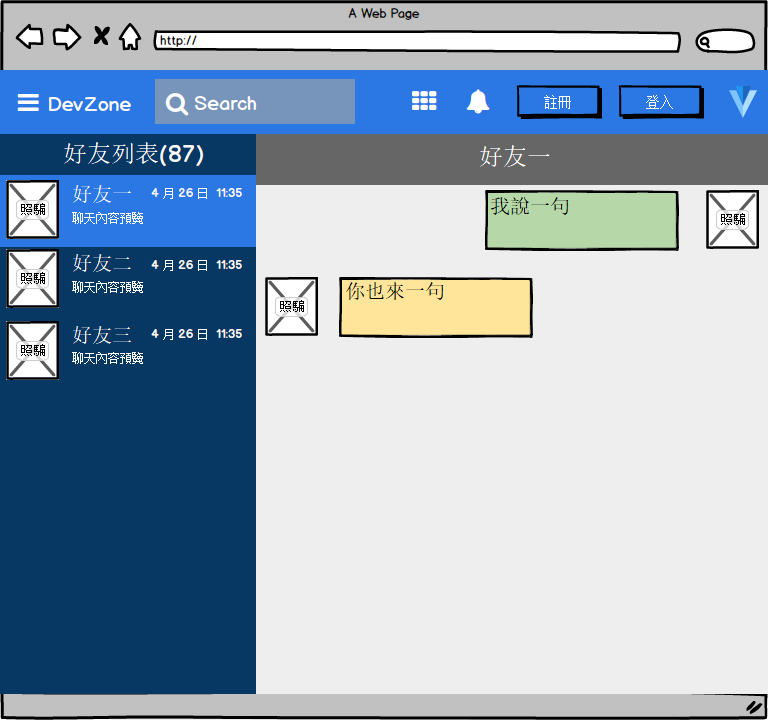 A Web Page
http://
DevZone
Search
註冊
登入
好友列表(87)
好友一
照騙
好友一
4 月 26 日 11:35
聊天內容預覽
照騙
好友二
4 月 26 日 11:35
聊天內容預覽
照騙
好友三
4 月 26 日 11:35
聊天內容預覽
我說一句
照騙
照騙
你也來一句